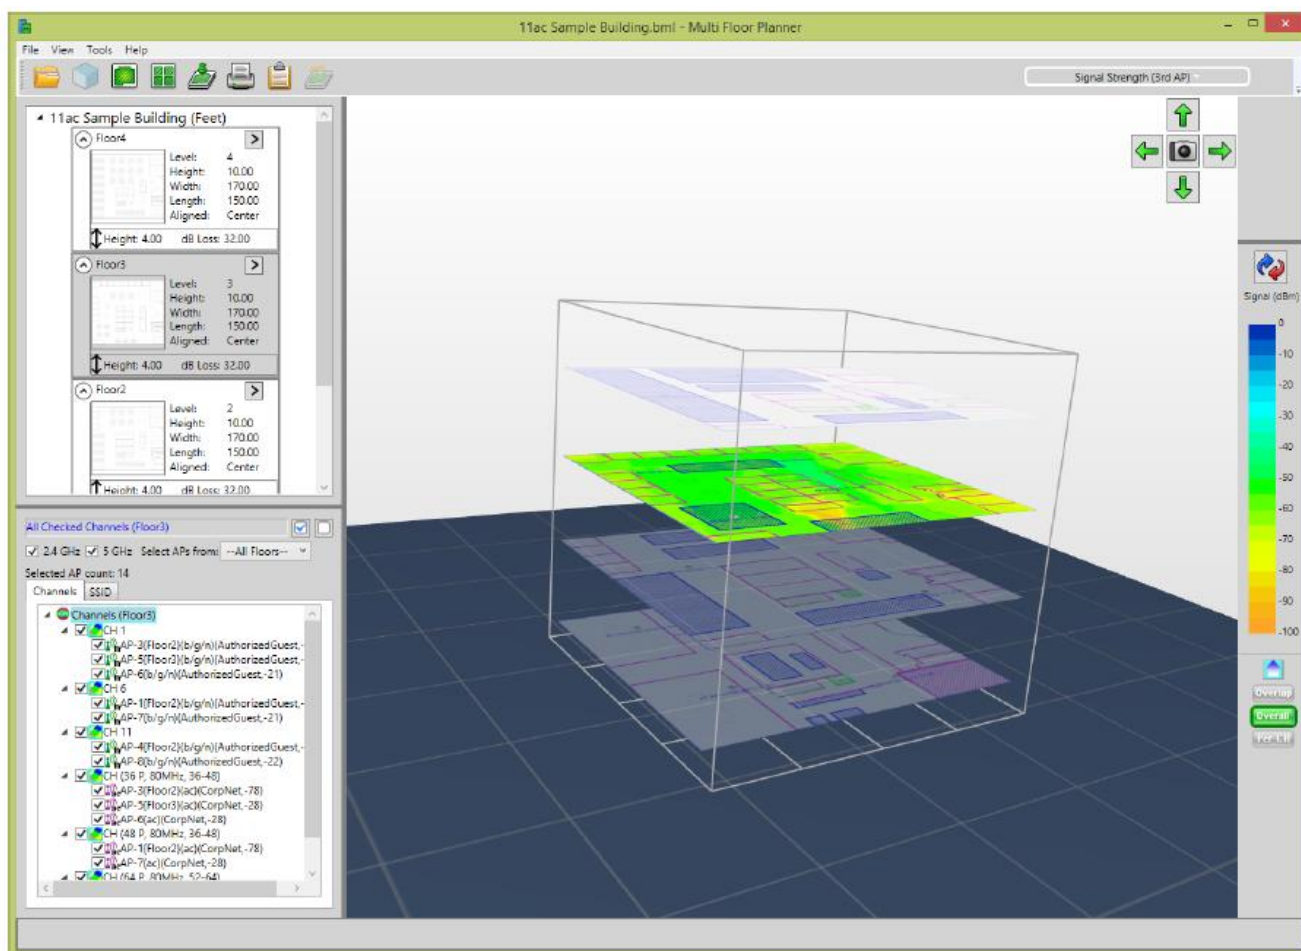 11ac Sample Building.bml - Multi Floor Planner
File View Tools Help
Signal Strength (3rd AP)
11ac Sample Building (Feet)
Floor4
Level: 4
Height: 10.00
Width: 170.00
Length: 150.00
Aligned: Center
Height: 4.00 dB Loss: 32.00
Floor3
Level: 3
Height: 10.00
Width: 170.00
Length: 150.00
Aligned: Center
Height: 4.00 dB Loss: 32.00
Floor2
Level: 2
Height: 10.00
Width: 170.00
Length: 150.00
Aligned: Center
Height: 4.00 dB Loss: 32.00
All Checked Channels (Floor3)
2.4 GHz 5 GHz Select APs from: --All Floors--
Selected AP count: 14
Channels SSID
Channels (Floor3)
CH 1
AP-3(Floor2)(b/g/n)(AuthorizedGuest,-
AP-5(Floor3)(b/g/n)(AuthorizedGuest,-
AP-6(b/g/n)(AuthorizedGuest,-21)
CH 6
AP-1(Floor2)(b/g/n)(AuthorizedGuest,-
AP-7(b/g/n)(AuthorizedGuest,-21)
CH 11
AP-4(Floor2)(b/g/n)(AuthorizedGuest,-
AP-8(b/g/n)(AuthorizedGuest,-22)
CH (36 P, 80MHz, 36-48)
AP-3(Floor2)(ac)(CorpNet,-78)
AP-5(Floor3)(ac)(CorpNet,-28)
AP-6(ac)(CorpNet,-28)
CH (48 P, 80MHz, 36-48)
AP-1(Floor2)(ac)(CorpNet,-78)
AP-7(ac)(CorpNet,-28)
CH (64 P, 80MHz, 52-64)
Signal (dBm)
0
-10
-20
-30
-40
-50
-60
-70
-80
-90
-100
Overlap
Overall
Per CH